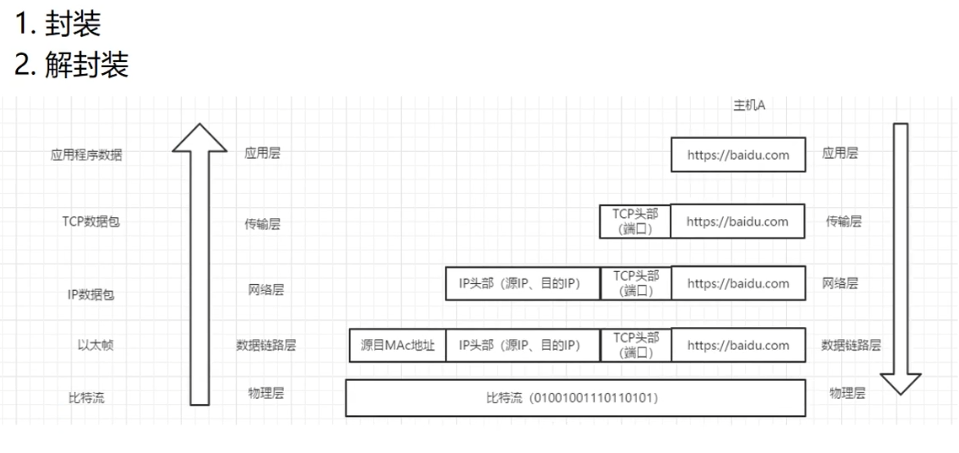 1. 封装
2. 解封装
主机A
应用程序数据 应用层 https://baidu.com 应用层
TCP数据包 传输层 TCP头部（端口） https://baidu.com 传输层
IP数据包 网络层 IP头部（源IP、目的IP） TCP头部（端口） https://baidu.com 网络层
以太帧 数据链路层 源目MAc地址 IP头部（源IP、目的IP） TCP头部（端口） https://baidu.com 数据链路层
比特流 物理层 比特流（01001001110110101） 物理层